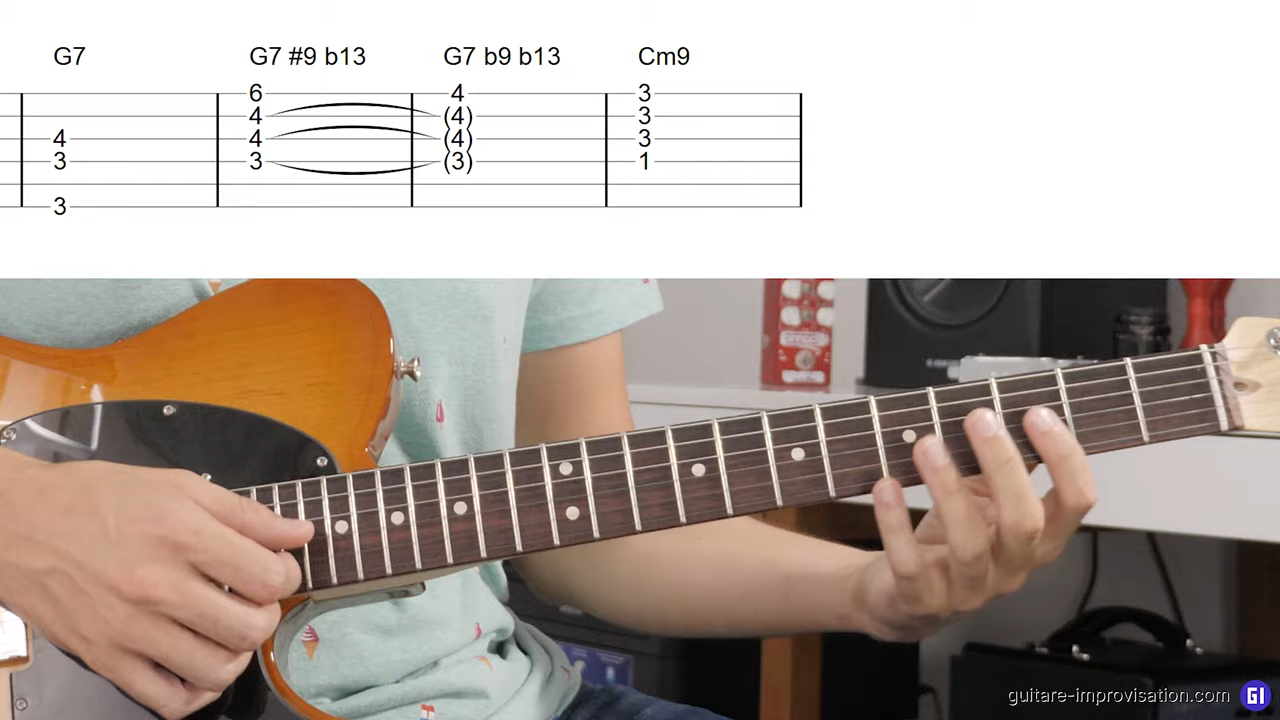 G7 G7 #9 b13 G7 b9 b13 Cm9
6 4 3
4 (4) 3
4 4 (4) 3
3 3 (3) 1
3
guitare-improvisation.com GI